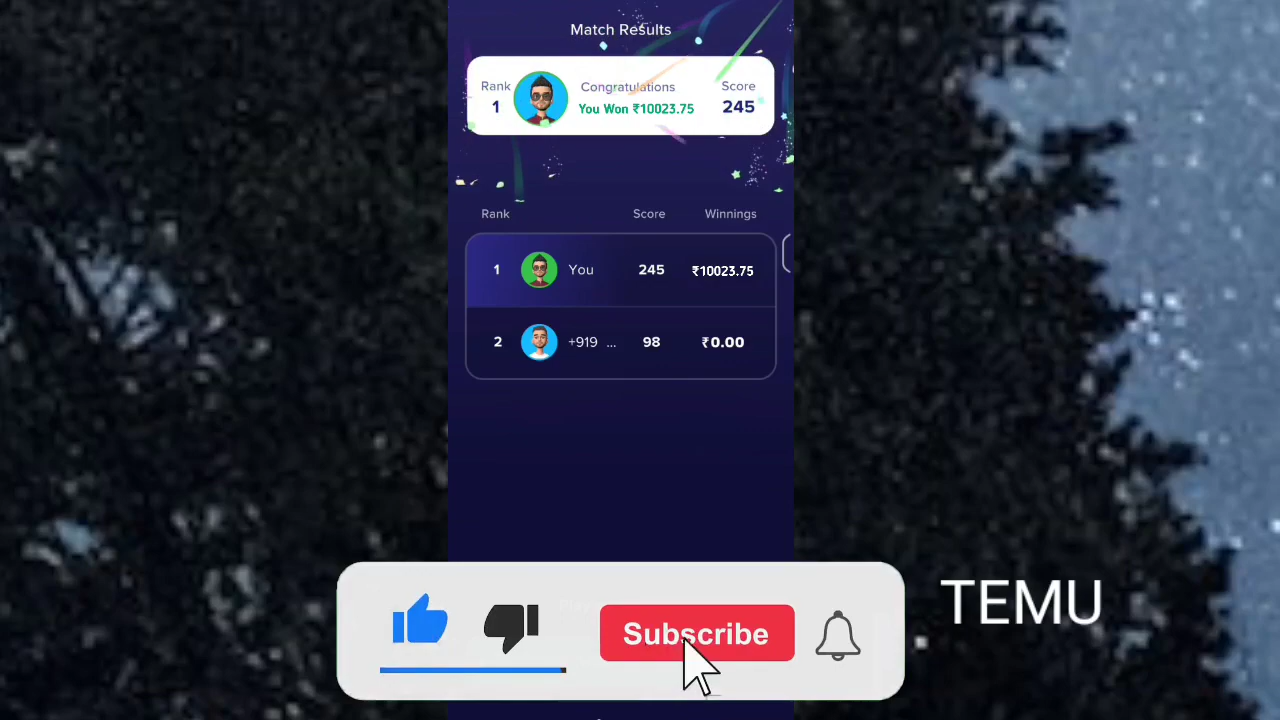 Match Results
Rank Congratulations Score
1 You Won ₹10023.75 245
Rank Score Winnings
1 You 245 ₹10023.75
2 +919 ... 98 ₹0.00
TEMU
Subscribe